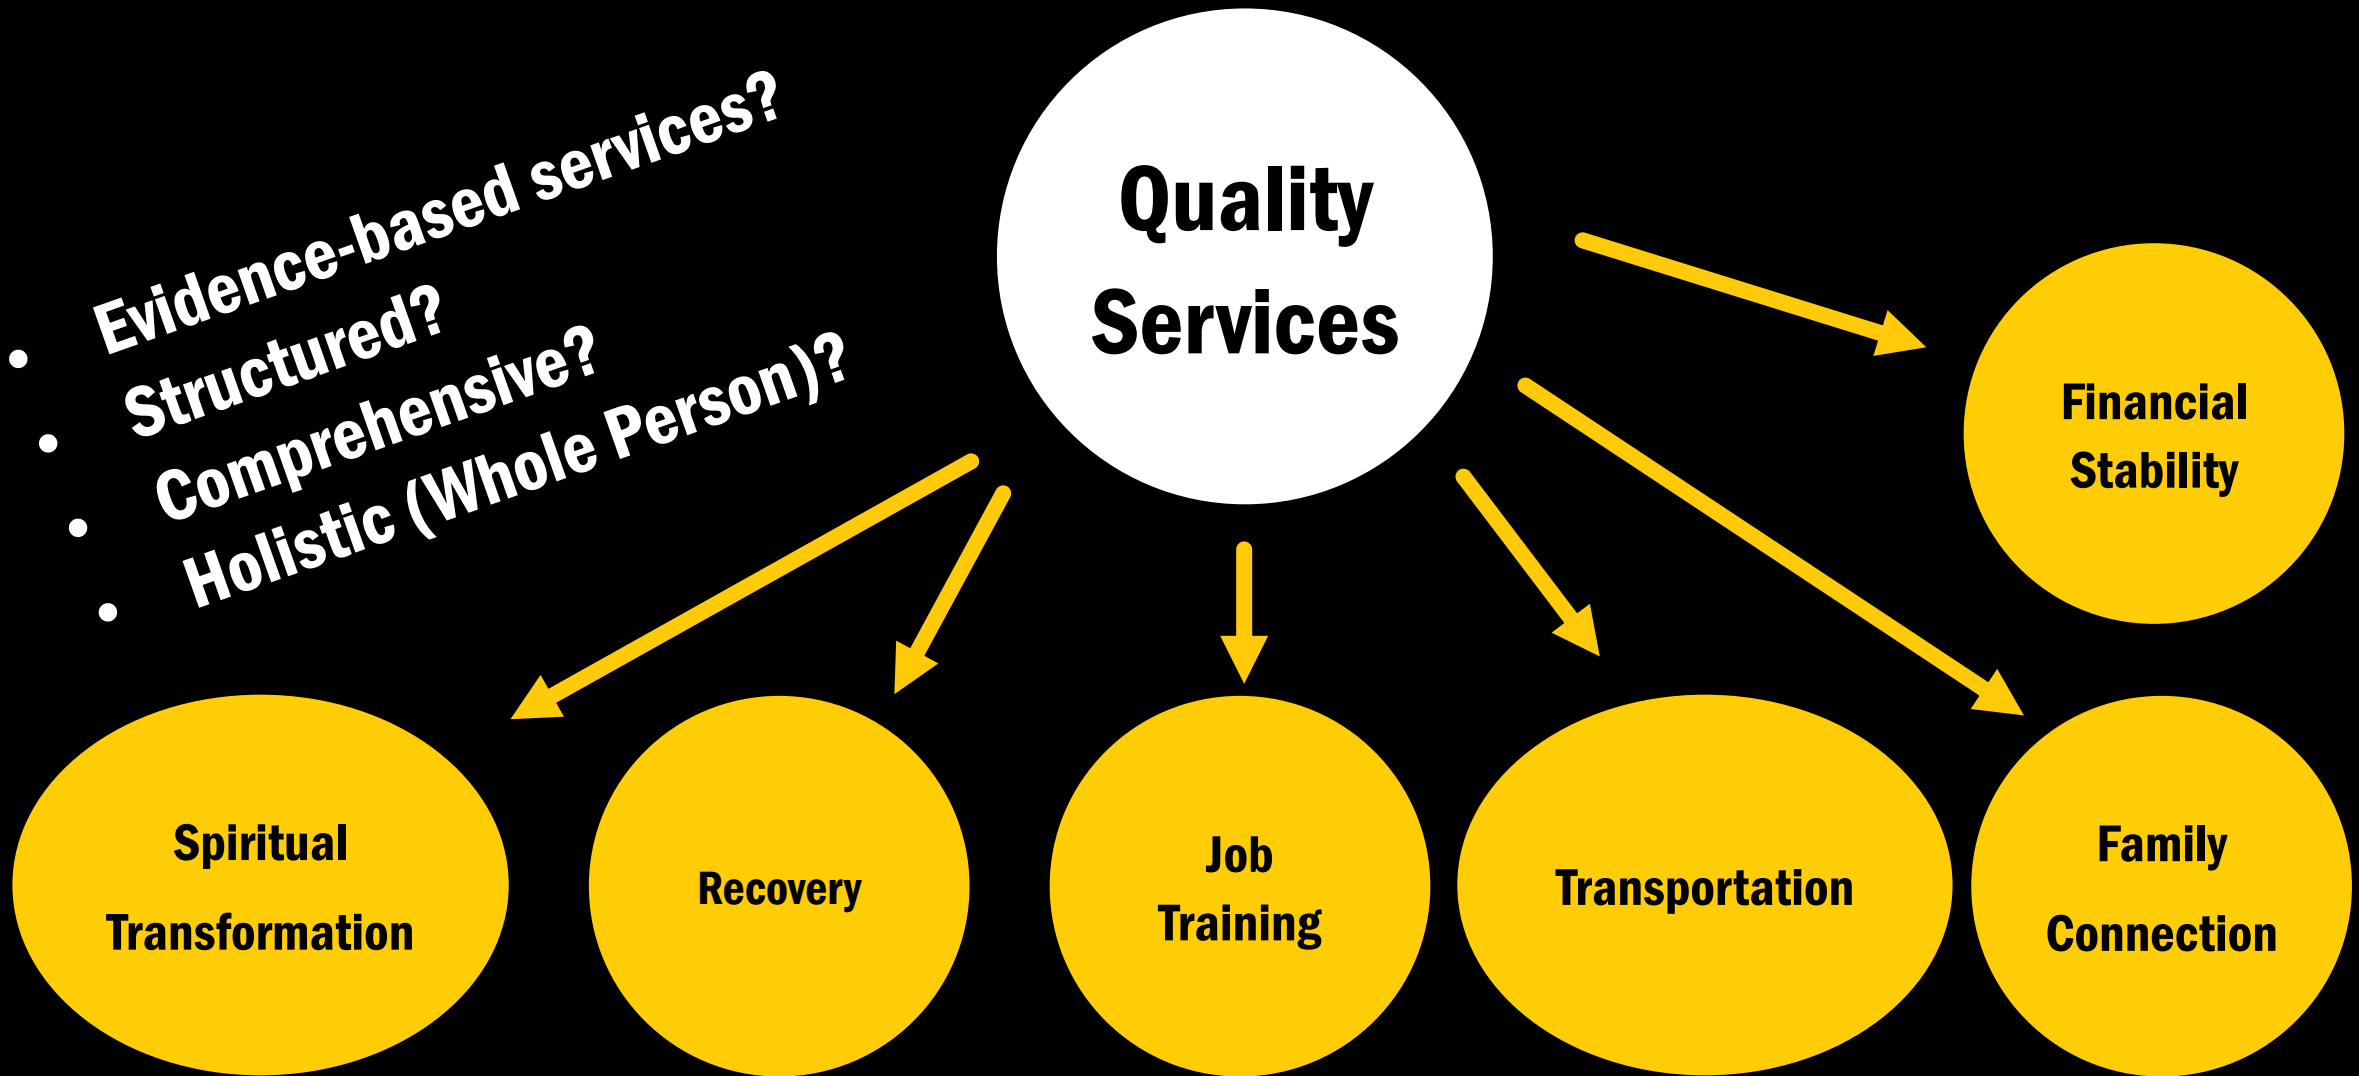 • Evidence-based services?
• Structured?
• Comprehensive?
• Holistic (Whole Person)?
Quality
Services
Financial
Stability
Spiritual
Transformation
Recovery
Job
Training
Transportation
Family
Connection